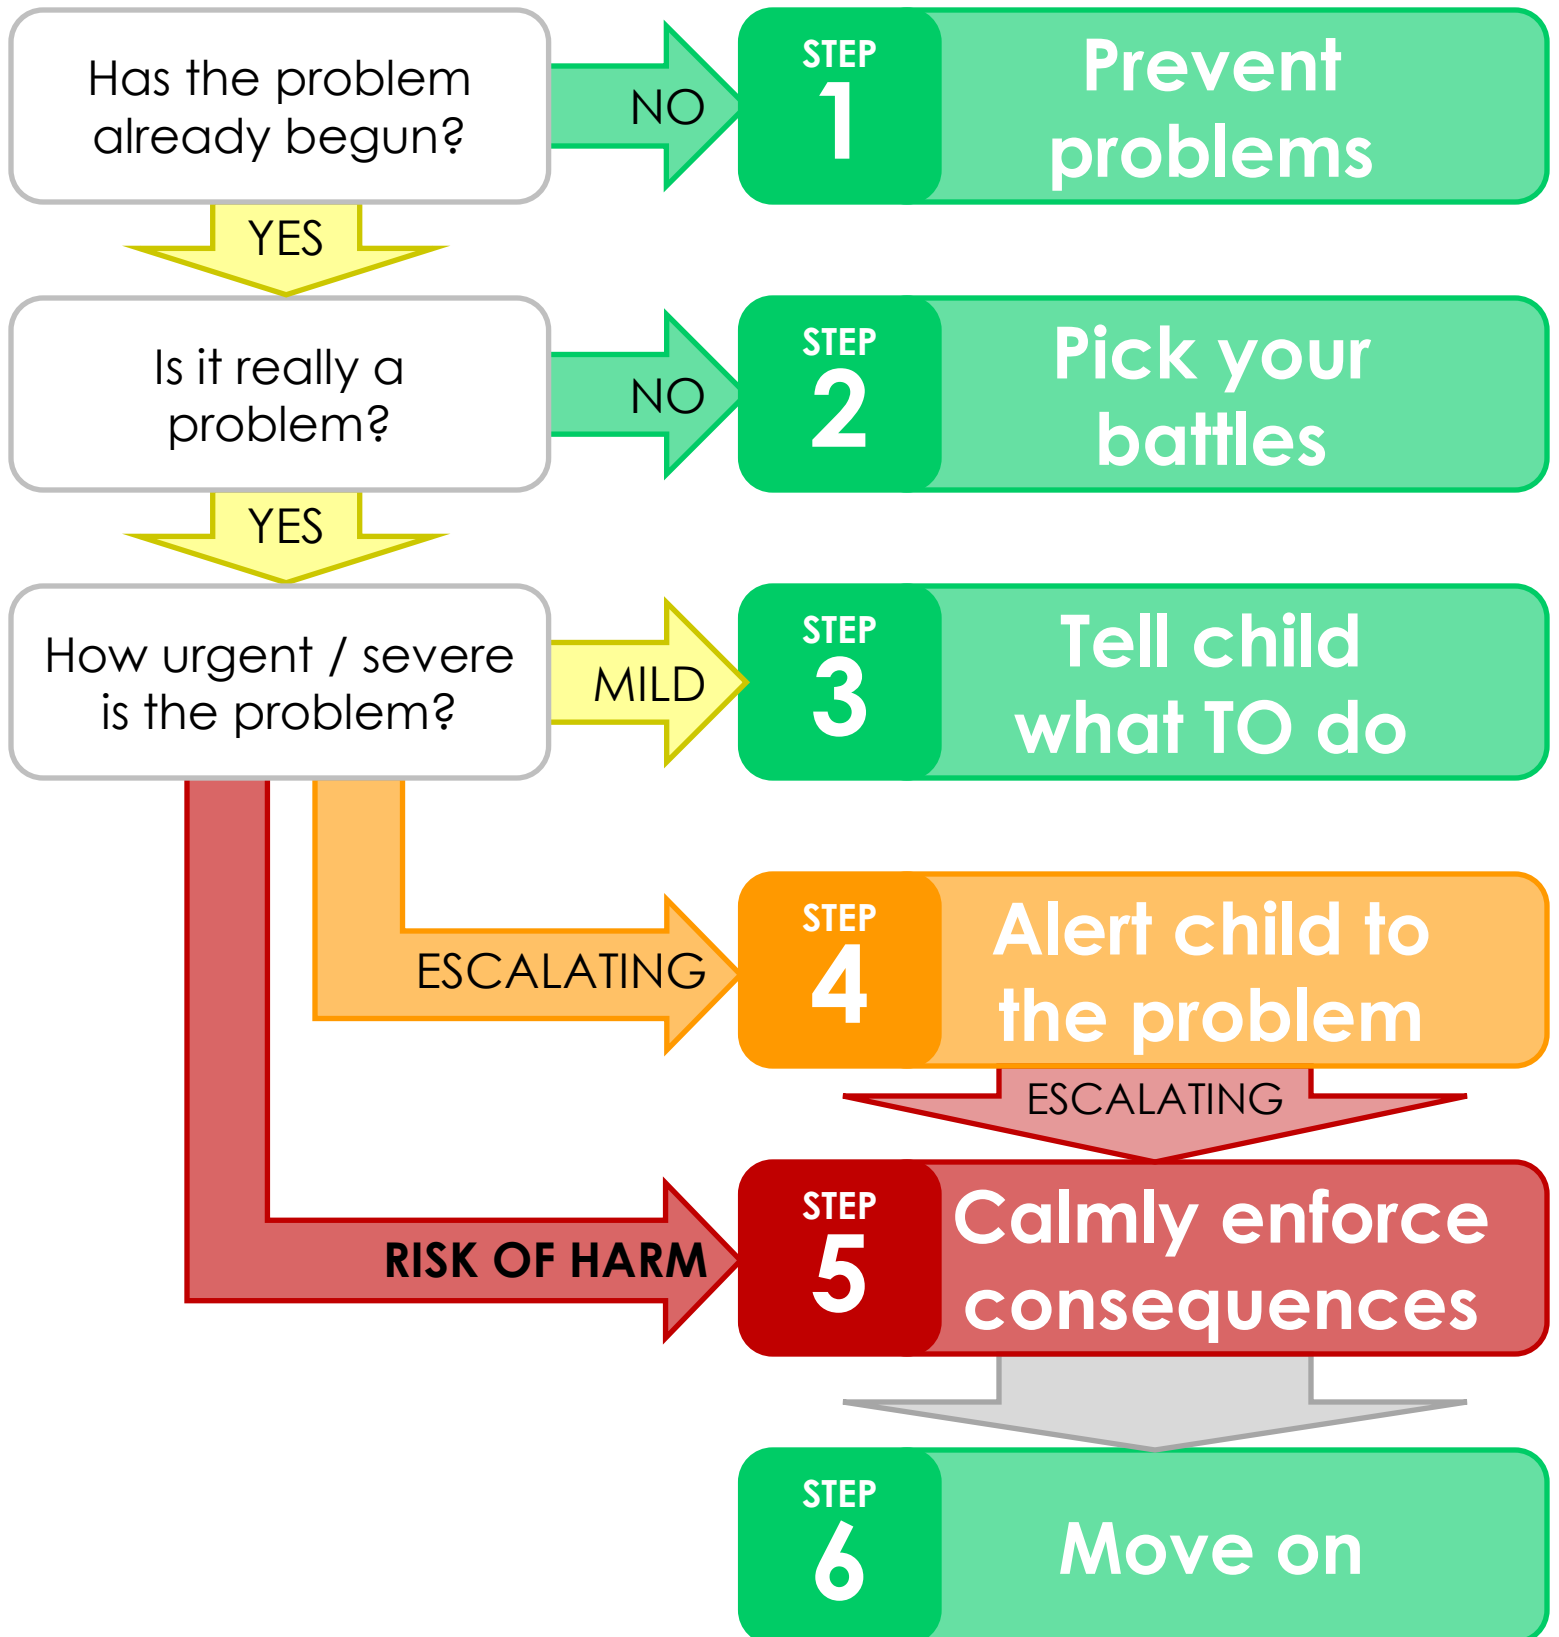 Has the problem
already begun?
NO
STEP
1
Prevent
problems
YES
Is it really a
problem?
NO
STEP
2
Pick your
battles
YES
How urgent / severe
is the problem?
MILD
STEP
3
Tell child
what TO do
ESCALATING
STEP
4
Alert child to
the problem
ESCALATING
RISK OF HARM
STEP
5
Calmly enforce
consequences
STEP
6
Move on